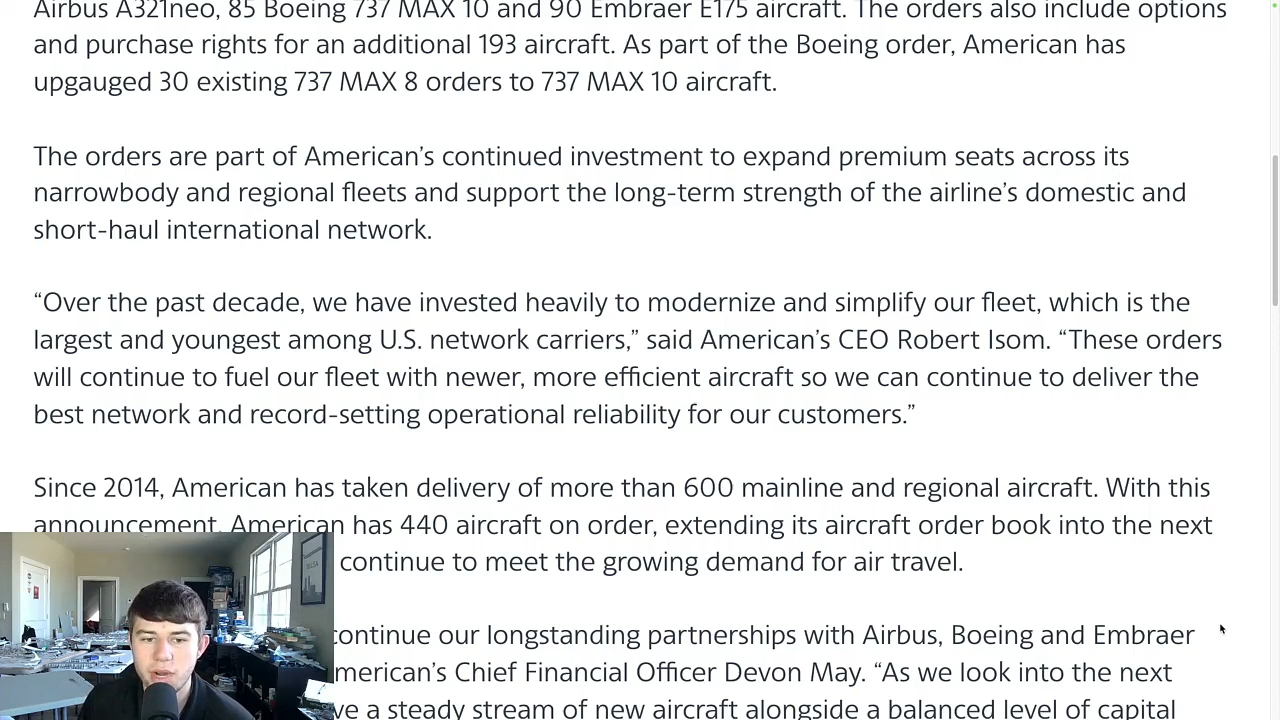 Airbus A321neo, 85 Boeing 737 MAX 10 and 90 Embraer E175 aircraft. The orders also include options
and purchase rights for an additional 193 aircraft. As part of the Boeing order, American has
upgauged 30 existing 737 MAX 8 orders to 737 MAX 10 aircraft.
The orders are part of American’s continued investment to expand premium seats across its
narrowbody and regional fleets and support the long-term strength of the airline’s domestic and
short-haul international network.
“Over the past decade, we have invested heavily to modernize and simplify our fleet, which is the
largest and youngest among U.S. network carriers,” said American’s CEO Robert Isom. “These orders
will continue to fuel our fleet with newer, more efficient aircraft so we can continue to deliver the
best network and record-setting operational reliability for our customers.”
Since 2014, American has taken delivery of more than 600 mainline and regional aircraft. With this
announcement, American has 440 aircraft on order, extending its aircraft order book into the next
continue to meet the growing demand for air travel.
continue our longstanding partnerships with Airbus, Boeing and Embraer
merican’s Chief Financial Officer Devon May. “As we look into the next
ve a steady stream of new aircraft alongside a balanced level of capital